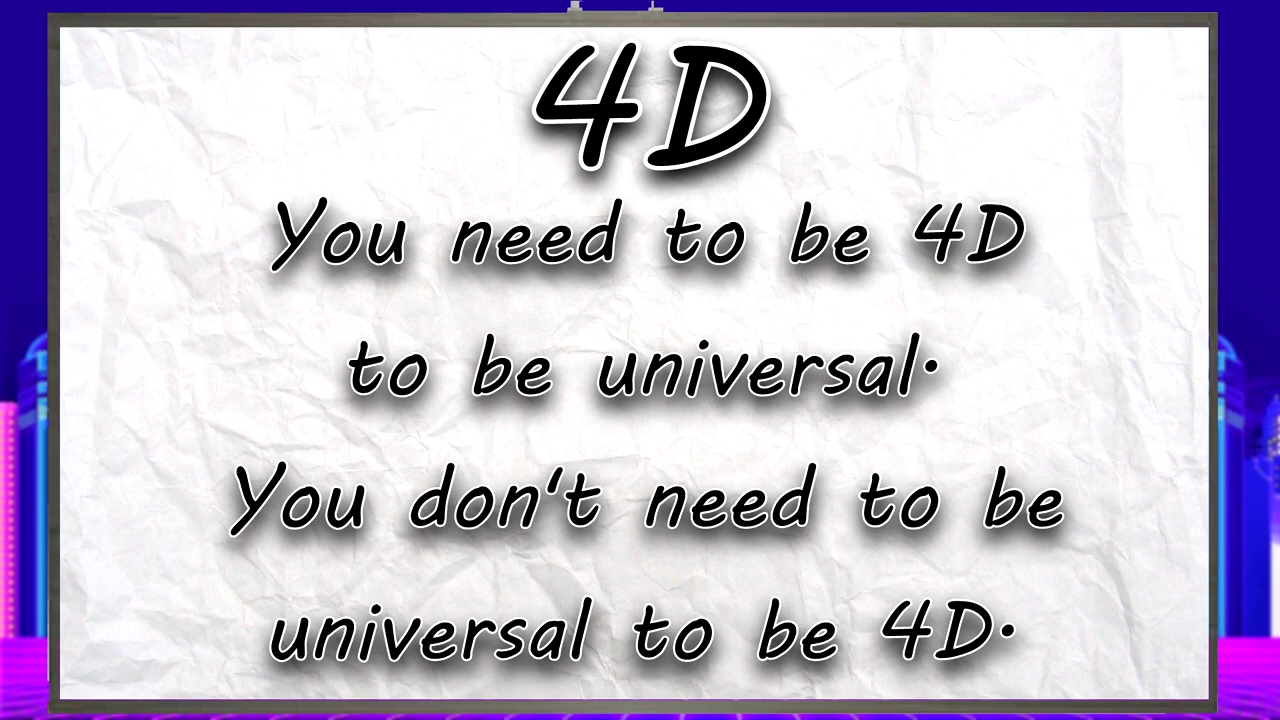 4D
You need to be 4D
to be universal.
You don't need to be
universal to be 4D.